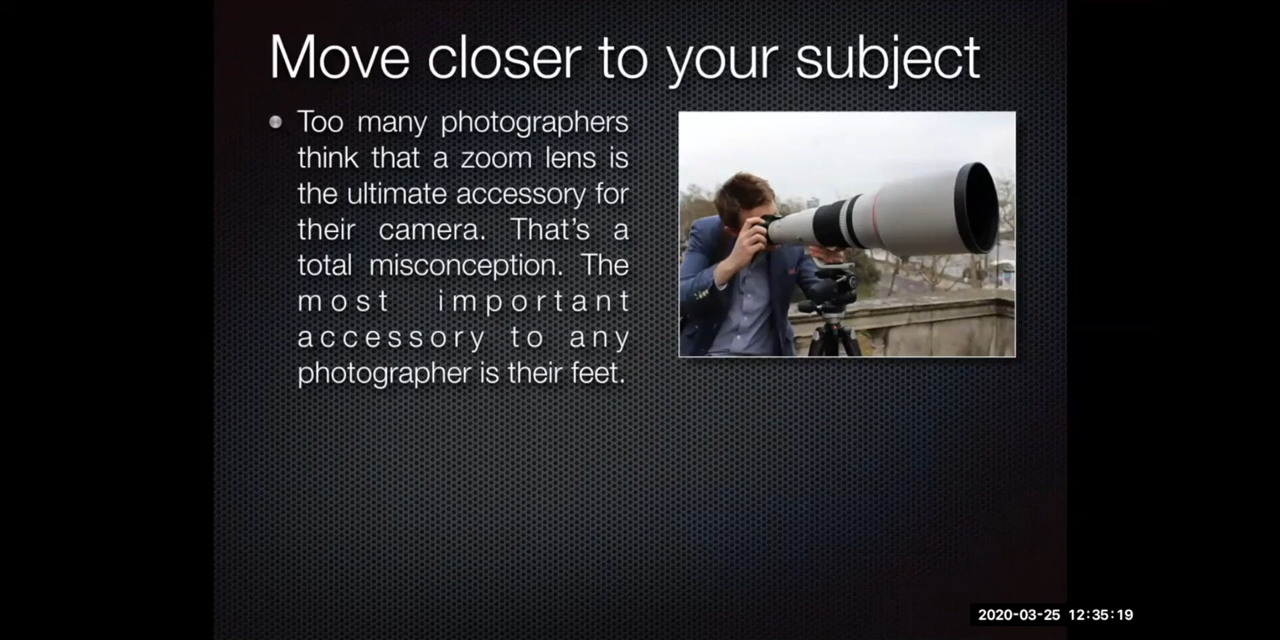 Move closer to your subject
Too many photographers
think that a zoom lens is
the ultimate accessory for
their camera. That's a
total misconception. The
most important
accessory to any
photographer is their feet.
2020-03-25 12:35:19